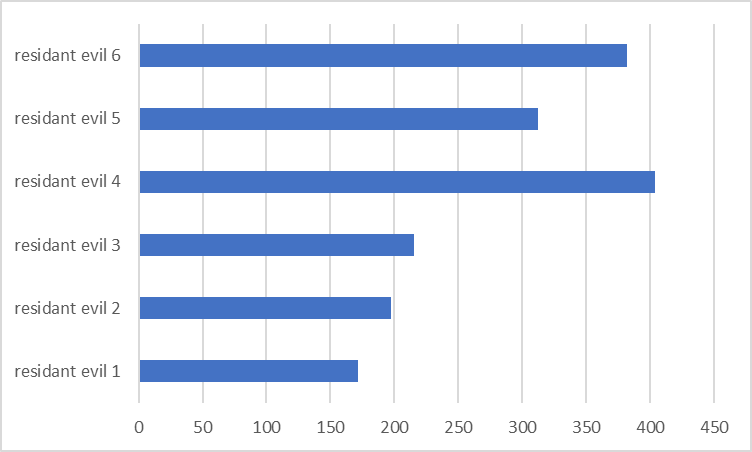 residant evil 6
residant evil 5
residant evil 4
residant evil 3
residant evil 2
residant evil 1
0 50 100 150 200 250 300 350 400 450